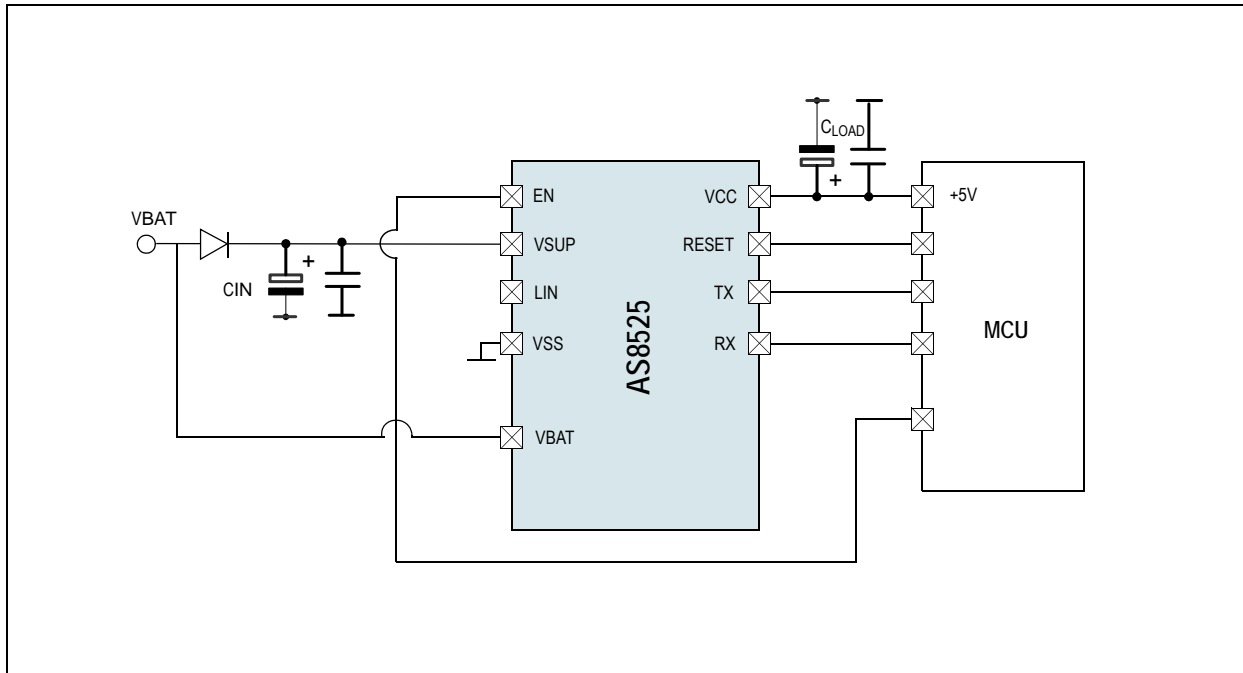 CLOAD
EN
VCC
+5V
VBAT
+
VSUP
RESET
+
CIN
LIN
TX
VSS
RX
AS8525
MCU
VBAT